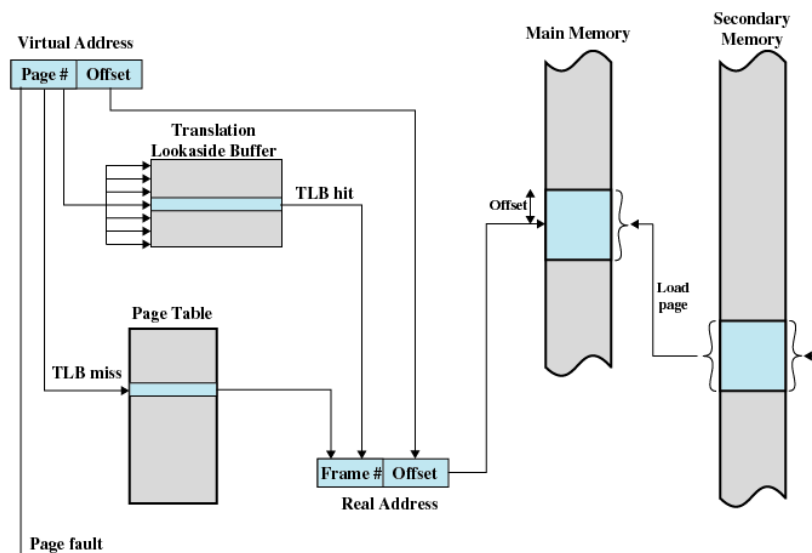 Secondary
Memory
Main Memory
Virtual Address
Page #
Offset
Translation
Lookaside Buffer
TLB hit
Offset
Load
page
Page Table
TLB miss
Frame #
Offset
Real Address
Page fault